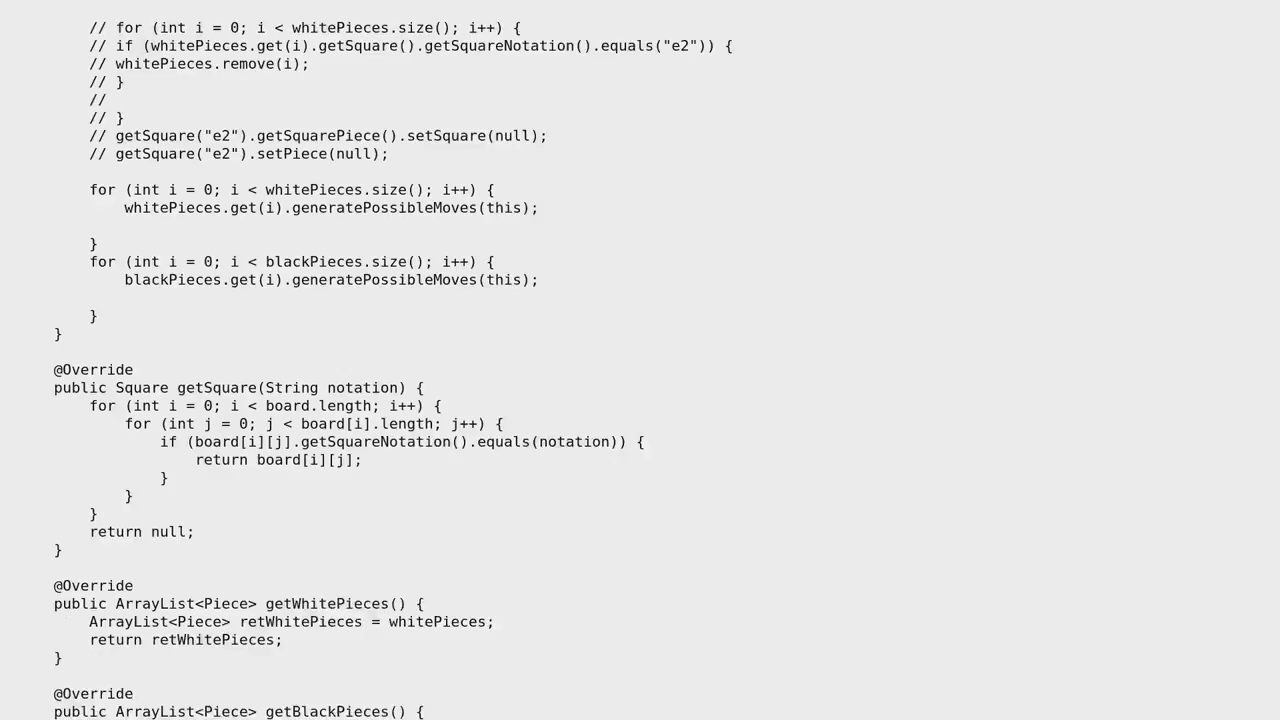 // for (int i = 0; i < whitePieces.size(); i++) {
// if (whitePieces.get(i).getSquare().getSquareNotation().equals("e2")) {
// whitePieces.remove(i);
// }
//
// }
// getSquare("e2").getSquarePiece().setSquare(null);
// getSquare("e2").setPiece(null);
for (int i = 0; i < whitePieces.size(); i++) {
whitePieces.get(i).generatePossibleMoves(this);
}
for (int i = 0; i < blackPieces.size(); i++) {
blackPieces.get(i).generatePossibleMoves(this);
}
}
@Override
public Square getSquare(String notation) {
for (int i = 0; i < board.length; i++) {
for (int j = 0; j < board[i].length; j++) {
if (board[i][j].getSquareNotation().equals(notation)) {
return board[i][j];
}
}
}
return null;
}
@Override
public ArrayList<Piece> getWhitePieces() {
ArrayList<Piece> retWhitePieces = whitePieces;
return retWhitePieces;
}
@Override
public ArrayList<Piece> getBlackPieces() {